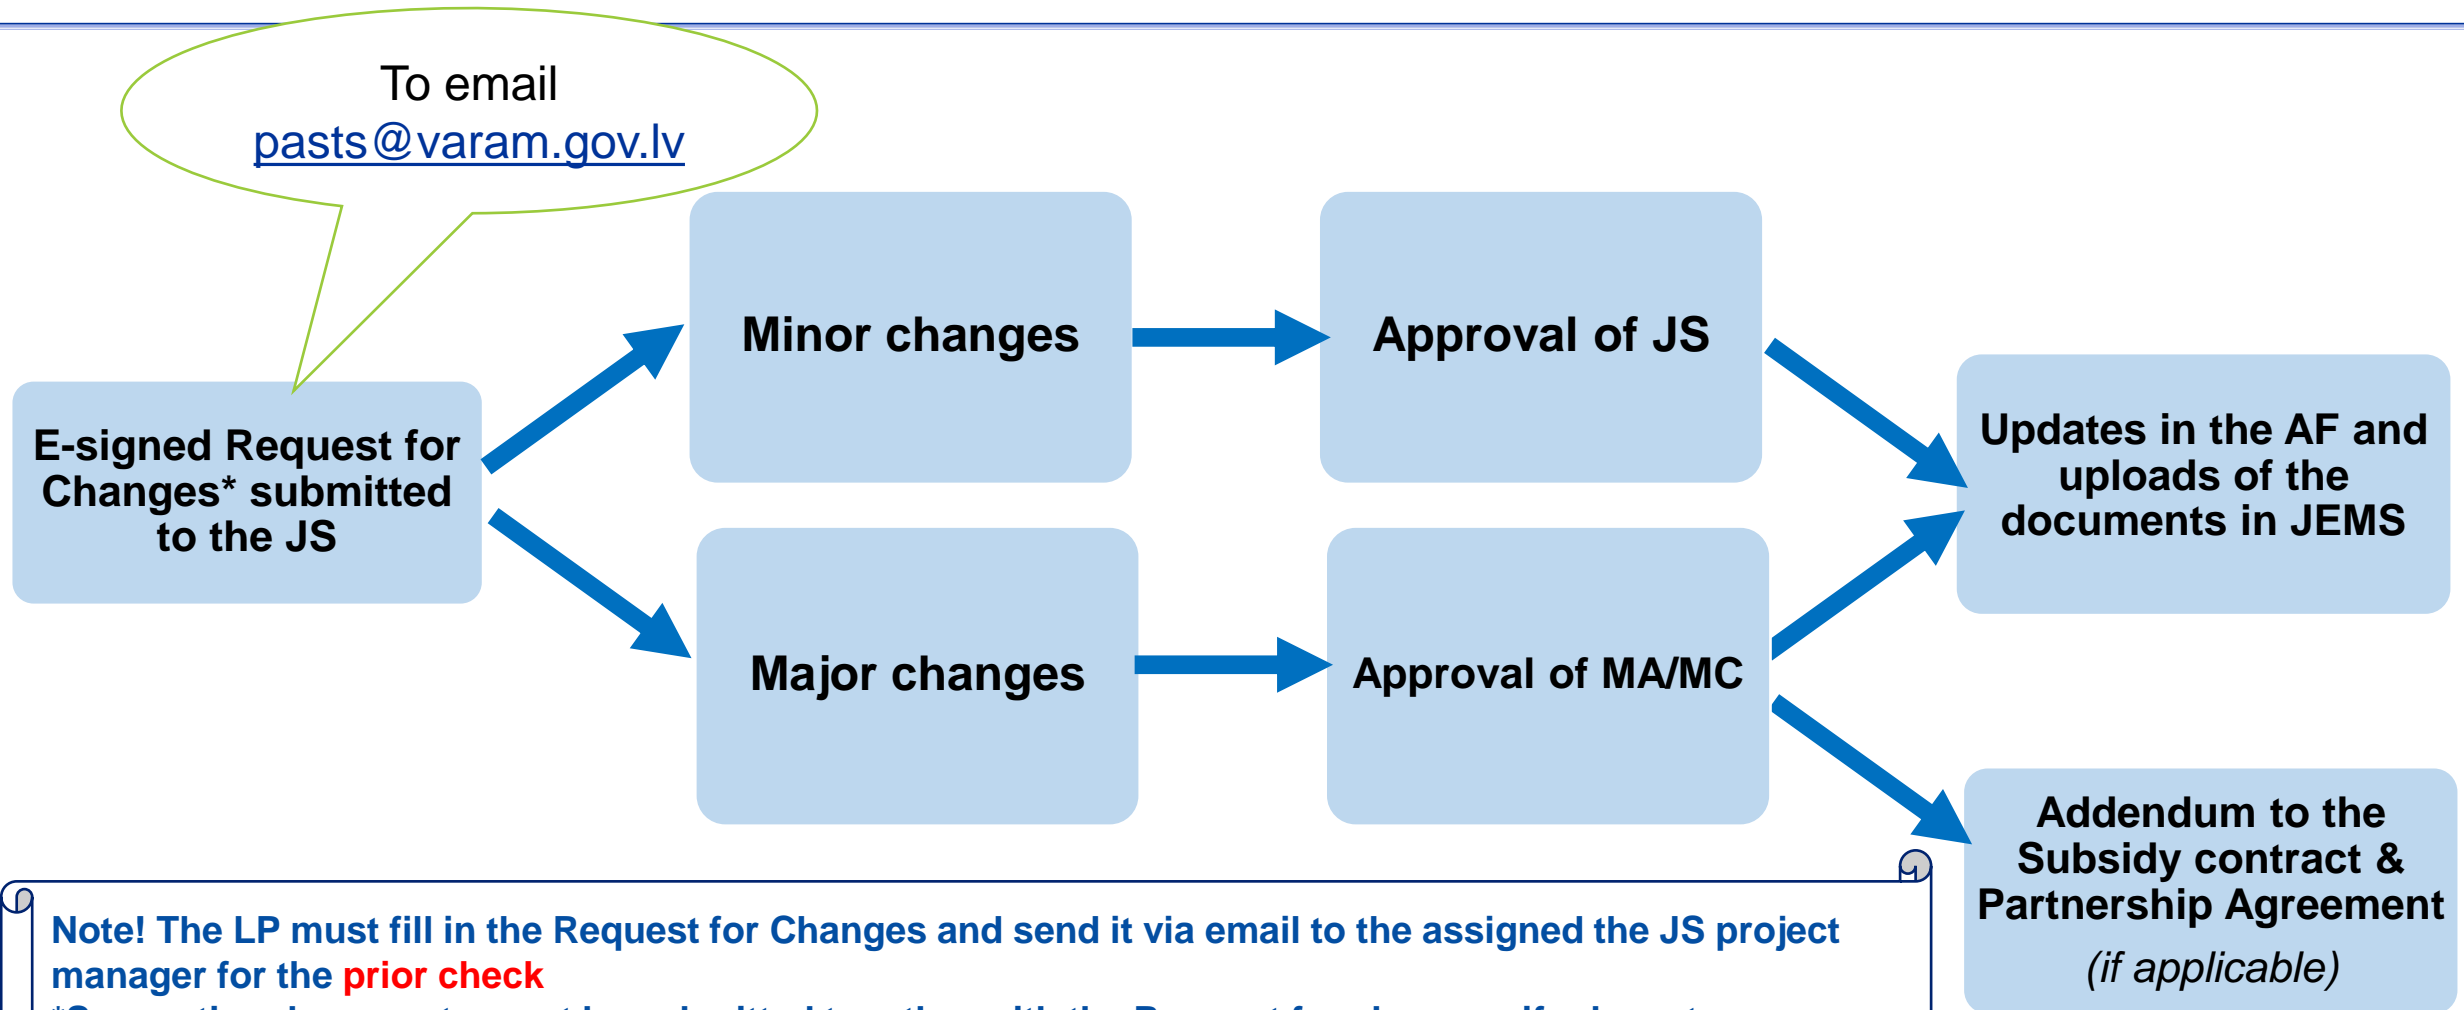 To email
pasts@varam.gov.lv
E-signed Request for
Changes* submitted
to the JS
Minor changes
Approval of JS
Major changes
Approval of MA/MC
Updates in the AF and
uploads of the
documents in JEMS
Addendum to the
Subsidy contract &
Partnership Agreement
(if applicable)
Note! The LP must fill in the Request for Changes and send it via email to the assigned the JS project
manager for the prior check